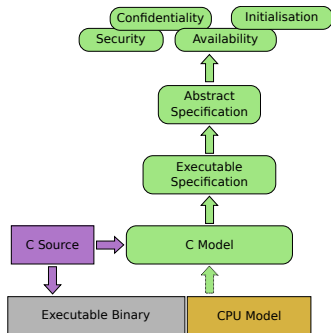 Confidentiality
Initialisation
Security
Availability
Abstract
Specification
Executable
Specification
C Source
C Model
Executable Binary
CPU Model